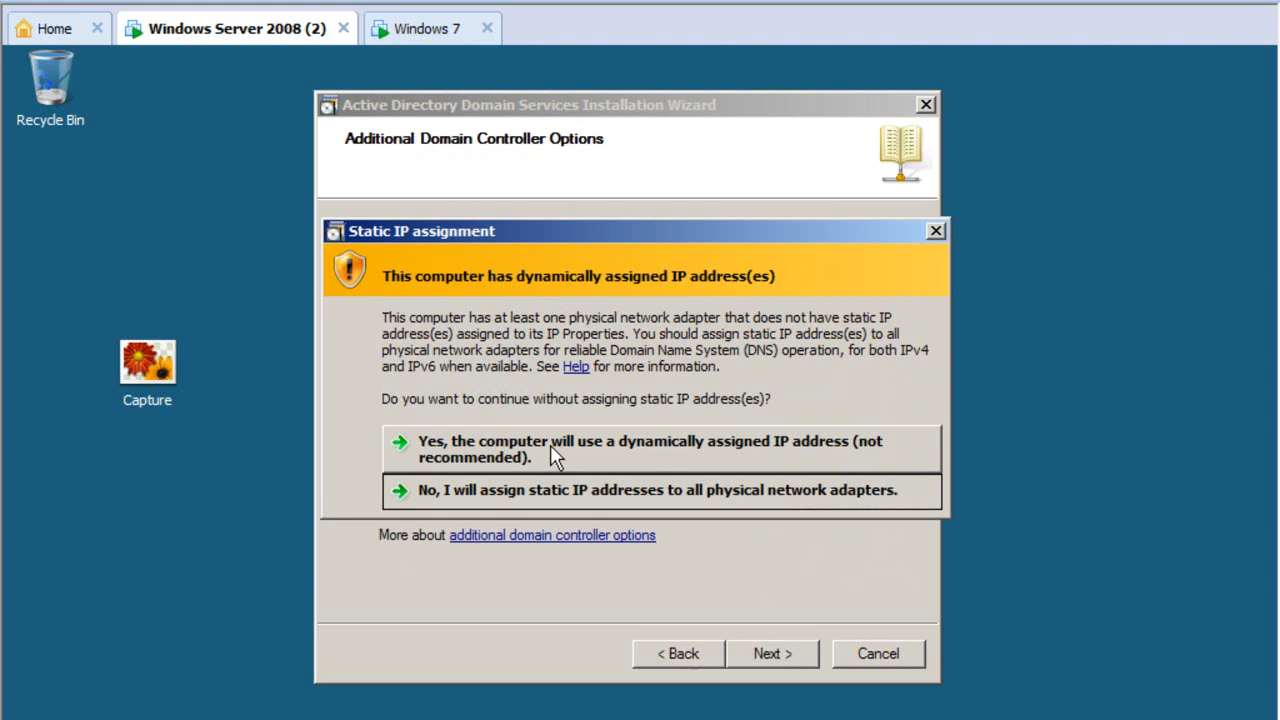 Home
Windows Server 2008 (2)
Windows 7
Recycle Bin
Active Directory Domain Services Installation Wizard
Additional Domain Controller Options
Static IP assignment
This computer has dynamically assigned IP address(es)
This computer has at least one physical network adapter that does not have static IP
address(es) assigned to its IP Properties. You should assign static IP address(es) to all
physical network adapters for reliable Domain Name System (DNS) operation, for both IPv4
and IPv6 when available. See Help for more information.
Do you want to continue without assigning static IP address(es)?
Capture
Yes, the computer will use a dynamically assigned IP address (not
recommended).
No, I will assign static IP addresses to all physical network adapters.
More about additional domain controller options
< Back
Next >
Cancel